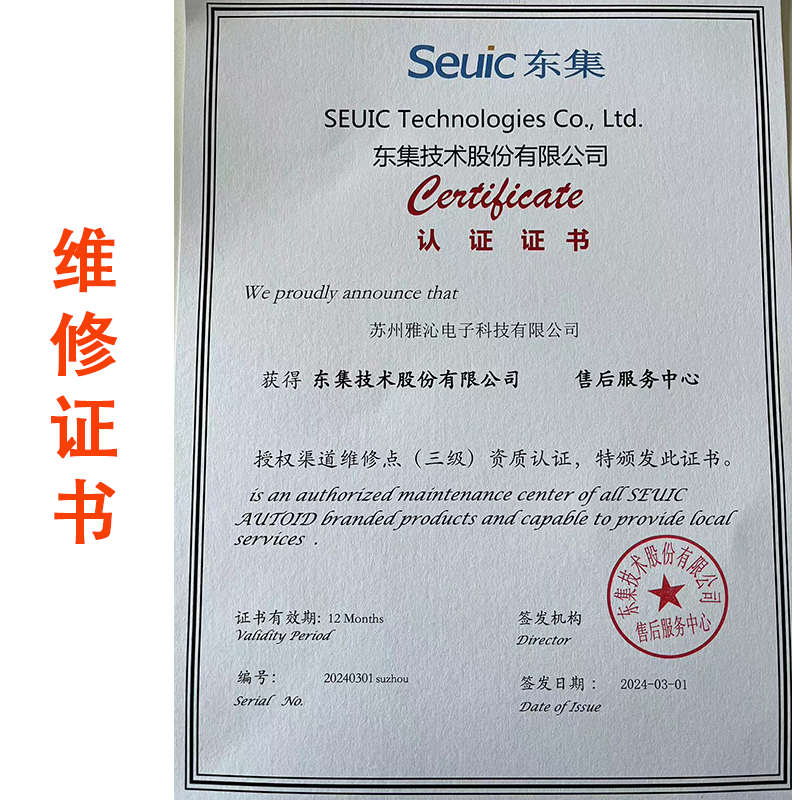 维修证书
Seuic 东集
SEUIC Technologies Co., Ltd.
东集技术股份有限公司
Certificate
认证证书
We proudly announce that
苏州雅沁电子科技有限公司
获得 东集技术股份有限公司 售后服务中心
授权渠道维修点（三级）资质认证，特颁发此证书。
is an authorized maintenance center of all SEUIC
AUTOID branded products and capable to provide local
services .
东集技术股份有限公司
售后服务中心
证书有效期: 12 Months
Validity Period
签发机构
Director
编号: 20240301 suzhou
Serial No.
签发日期： 2024-03-01
Date of Issue